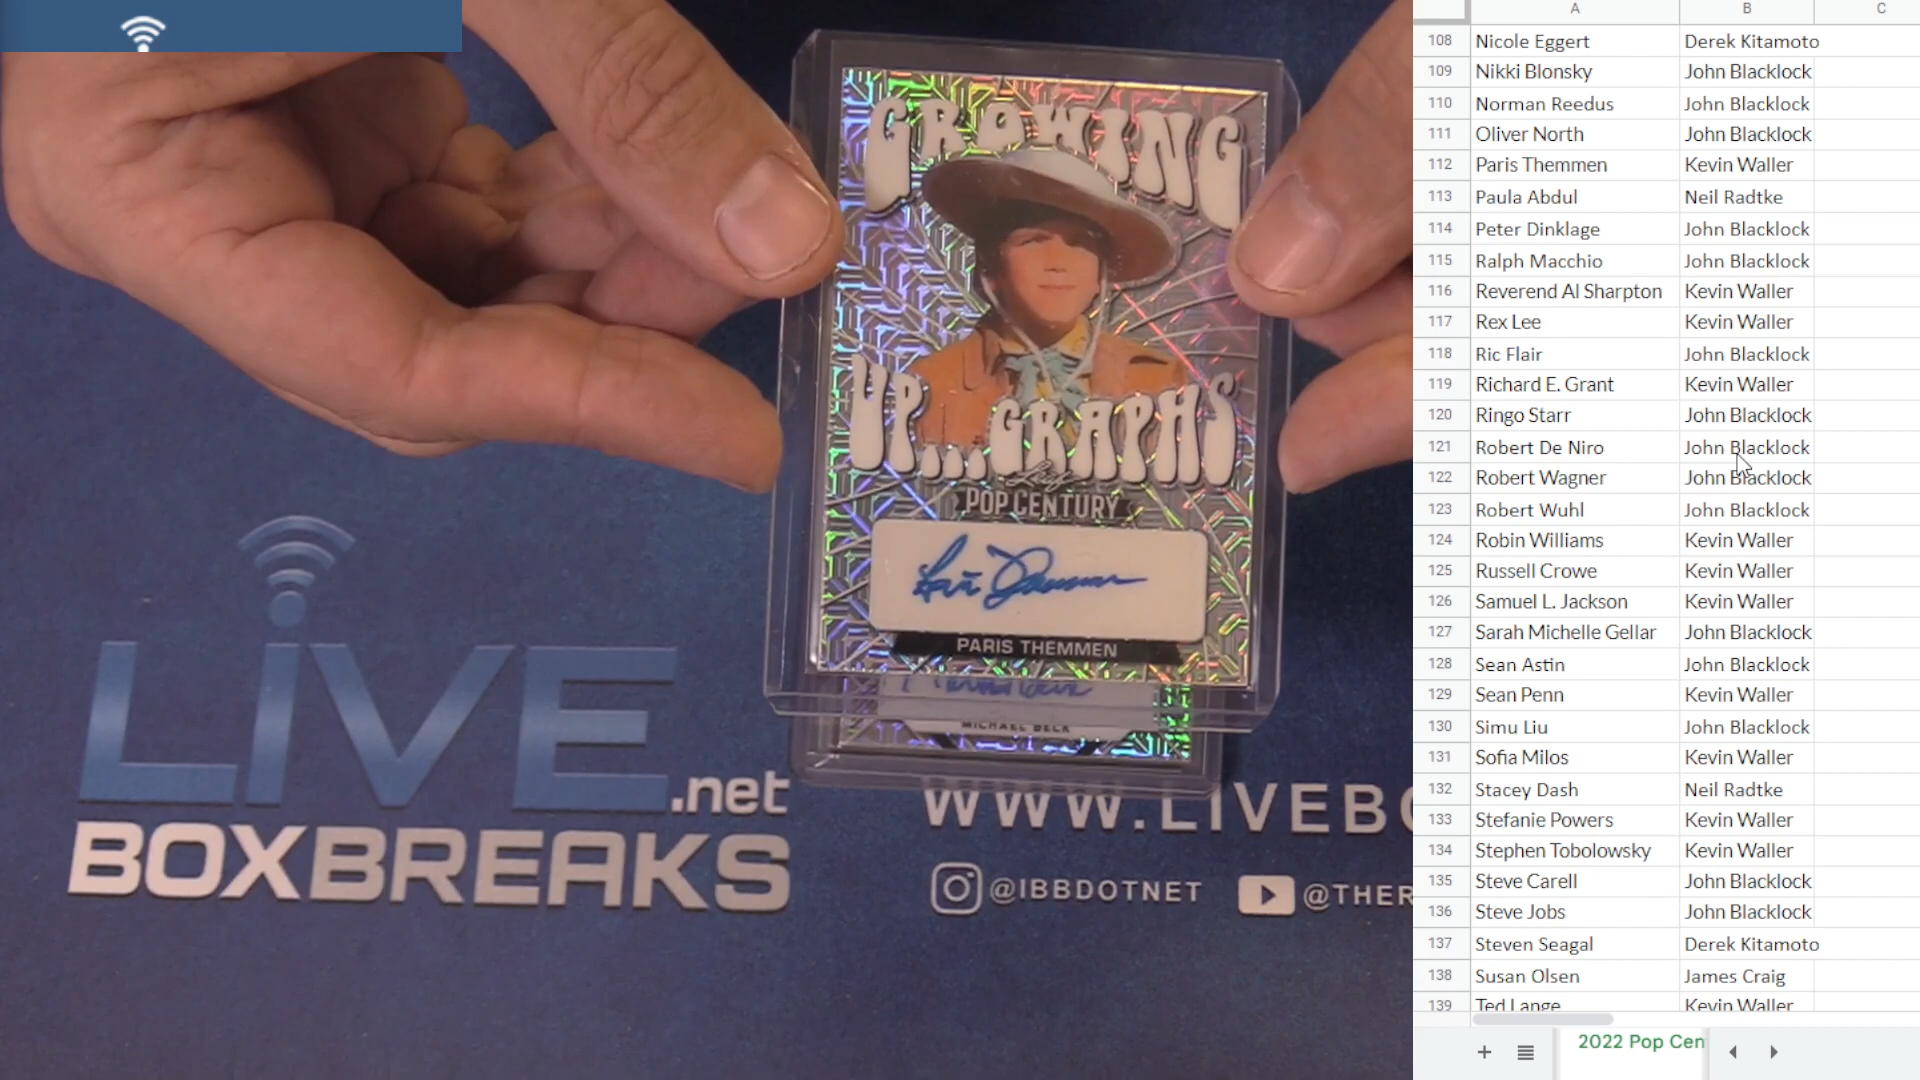 GROWING
UP...GRAPHS
Leaf
POP CENTURY
PARIS THEMMEN
MICHAEL BECK
LIVE.net
BOXBREAKS
WWW.LIVEBO
@IBBDOTNET
@THER
A B C
108 Nicole Eggert Derek Kitamoto
109 Nikki Blonsky John Blacklock
110 Norman Reedus John Blacklock
111 Oliver North John Blacklock
112 Paris Themmen Kevin Waller
113 Paula Abdul Neil Radtke
114 Peter Dinklage John Blacklock
115 Ralph Macchio John Blacklock
116 Reverend Al Sharpton Kevin Waller
117 Rex Lee Kevin Waller
118 Ric Flair John Blacklock
119 Richard E. Grant Kevin Waller
120 Ringo Starr John Blacklock
121 Robert De Niro John Blacklock
122 Robert Wagner John Blacklock
123 Robert Wuhl John Blacklock
124 Robin Williams Kevin Waller
125 Russell Crowe Kevin Waller
126 Samuel L. Jackson Kevin Waller
127 Sarah Michelle Gellar John Blacklock
128 Sean Astin John Blacklock
129 Sean Penn Kevin Waller
130 Simu Liu John Blacklock
131 Sofia Milos Kevin Waller
132 Stacey Dash Neil Radtke
133 Stefanie Powers Kevin Waller
134 Stephen Tobolowsky Kevin Waller
135 Steve Carell John Blacklock
136 Steve Jobs John Blacklock
137 Steven Seagal Derek Kitamoto
138 Susan Olsen James Craig
139 Ted Lange Kevin Waller
2022 Pop Cen